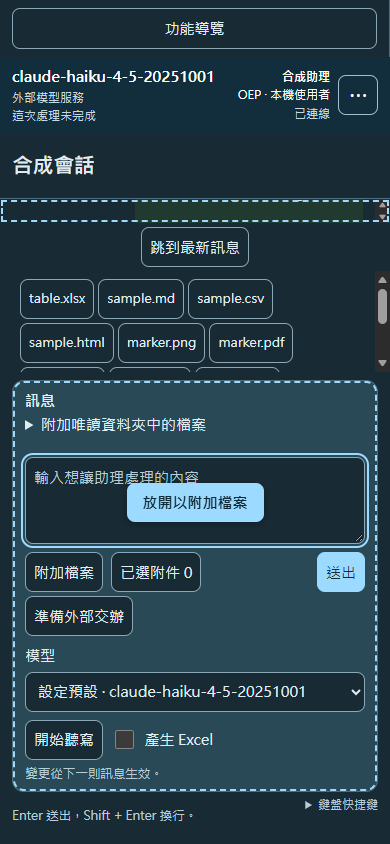 功能導覽
claude-haiku-4-5-20251001
外部模型服務
這次處理未完成
合成助理
OEP · 本機使用者
已連線
合成會話
跳到最新訊息
table.xlsx
sample.md
sample.csv
sample.html
marker.png
marker.pdf
訊息
附加唯讀資料夾中的檔案
輸入想讓助理處理的內容
放開以附加檔案
附加檔案
已選附件 0
送出
準備外部交辦
模型
設定預設 · claude-haiku-4-5-20251001
開始聽寫
產生 Excel
變更從下一則訊息生效。
鍵盤快捷鍵
Enter 送出，Shift + Enter 換行。